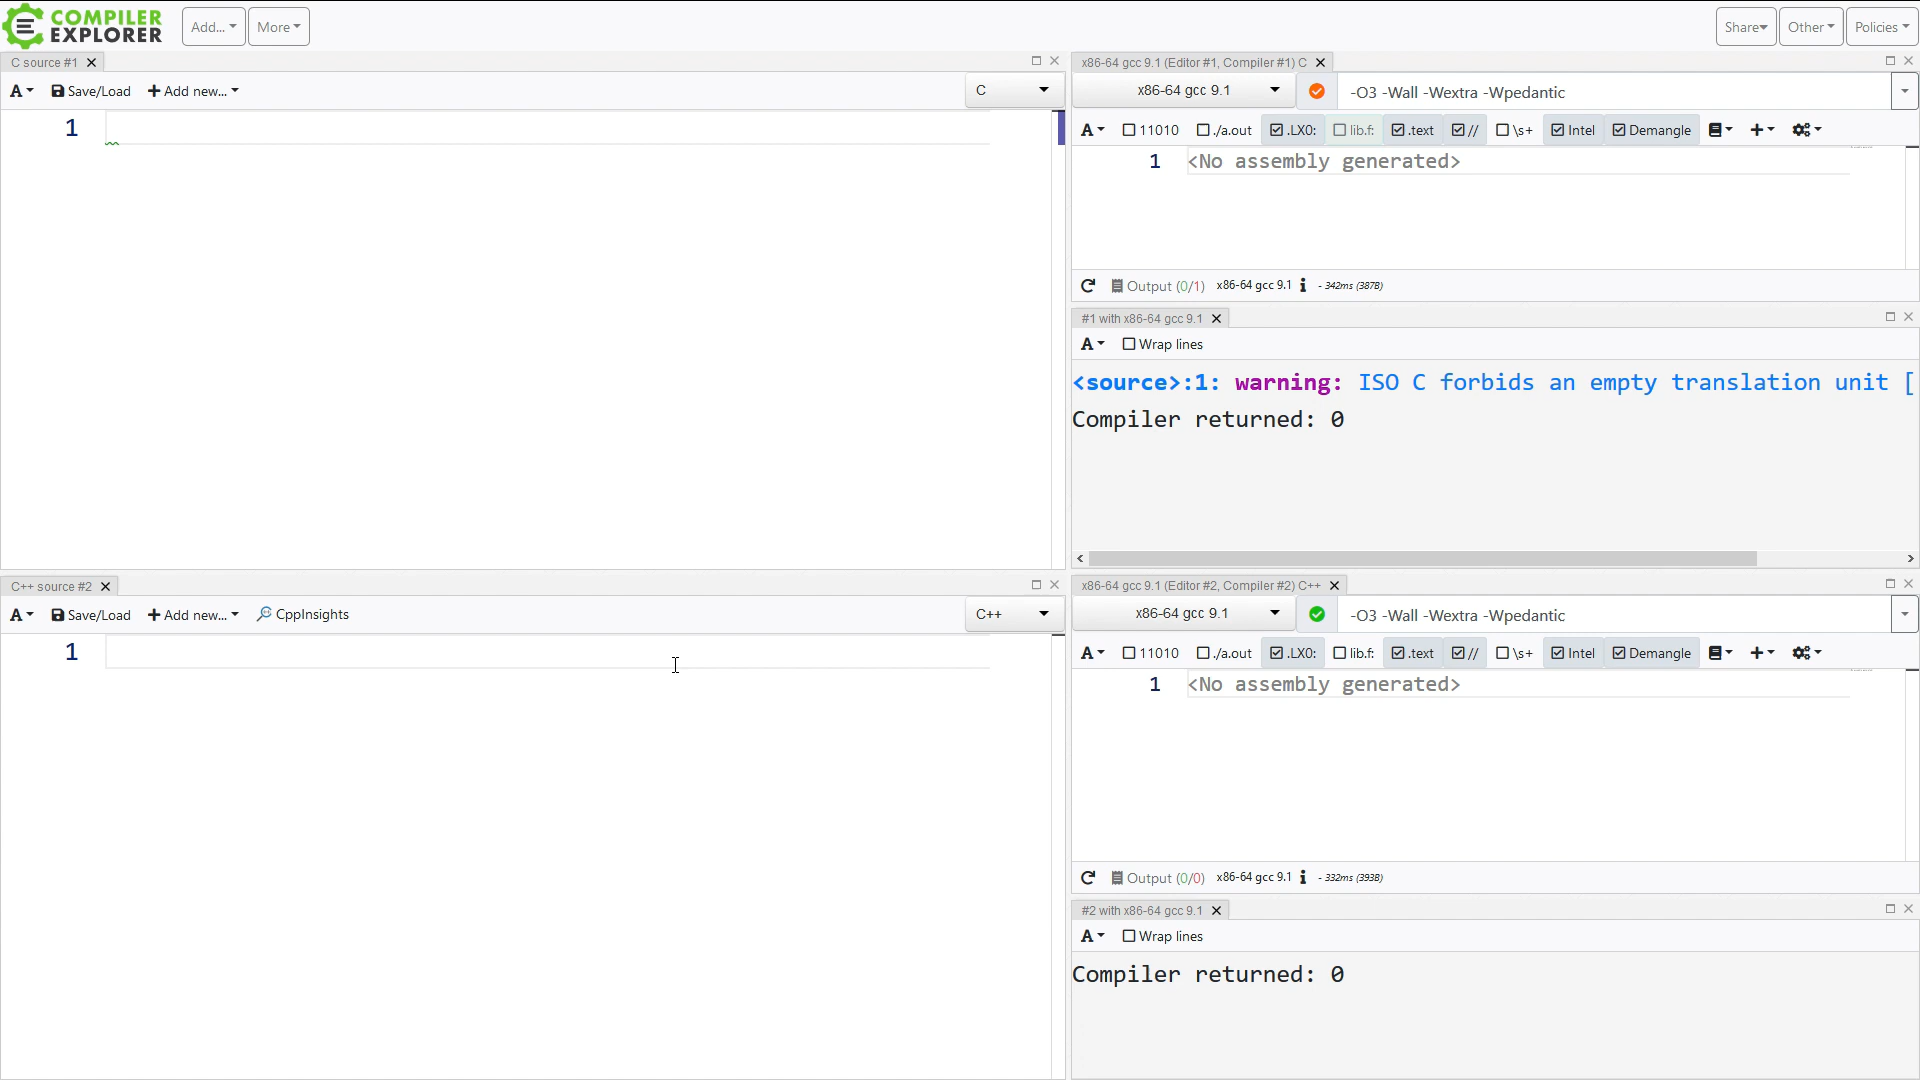 COMPILER
EXPLORER
Add...
More
Share
Other
Policies
C source #1
A
Save/Load
Add new...
C
1
x86-64 gcc 9.1 (Editor #1, Compiler #1) C
x86-64 gcc 9.1
-O3 -Wall -Wextra -Wpedantic
A
11010
./a.out
.LX0:
lib.f:
.text
//
\s+
Intel
Demangle
1
<No assembly generated>
Output (0/1)
x86-64 gcc 9.1
- 342ms (387B)
#1 with x86-64 gcc 9.1
A
Wrap lines
<source>:1: warning: ISO C forbids an empty translation unit [
Compiler returned: 0
C++ source #2
A
Save/Load
Add new...
CppInsights
C++
1
x86-64 gcc 9.1 (Editor #2, Compiler #2) C++
x86-64 gcc 9.1
-O3 -Wall -Wextra -Wpedantic
A
11010
./a.out
.LX0:
lib.f:
.text
//
\s+
Intel
Demangle
1
<No assembly generated>
Output (0/0)
x86-64 gcc 9.1
- 332ms (393B)
#2 with x86-64 gcc 9.1
A
Wrap lines
Compiler returned: 0